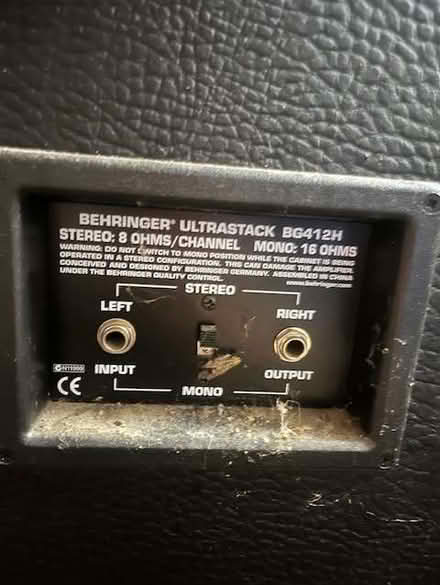 BEHRINGER® ULTRASTACK BG412H
STEREO: 8 OHMS/CHANNEL MONO: 16 OHMS
WARNING: DO NOT SWITCH TO MONO POSITION WHILE THE CABINET IS BEING
OPERATED IN A STEREO CONFIGURATION. THIS CAN DAMAGE THE AMPLIFIER.
CONCEIVED AND DESIGNED BY BEHRINGER GERMANY. ASSEMBLED IN CHINA
UNDER THE BEHRINGER QUALITY CONTROL. www.behringer.com
STEREO
LEFT RIGHT
INPUT OUTPUT
MONO
CE